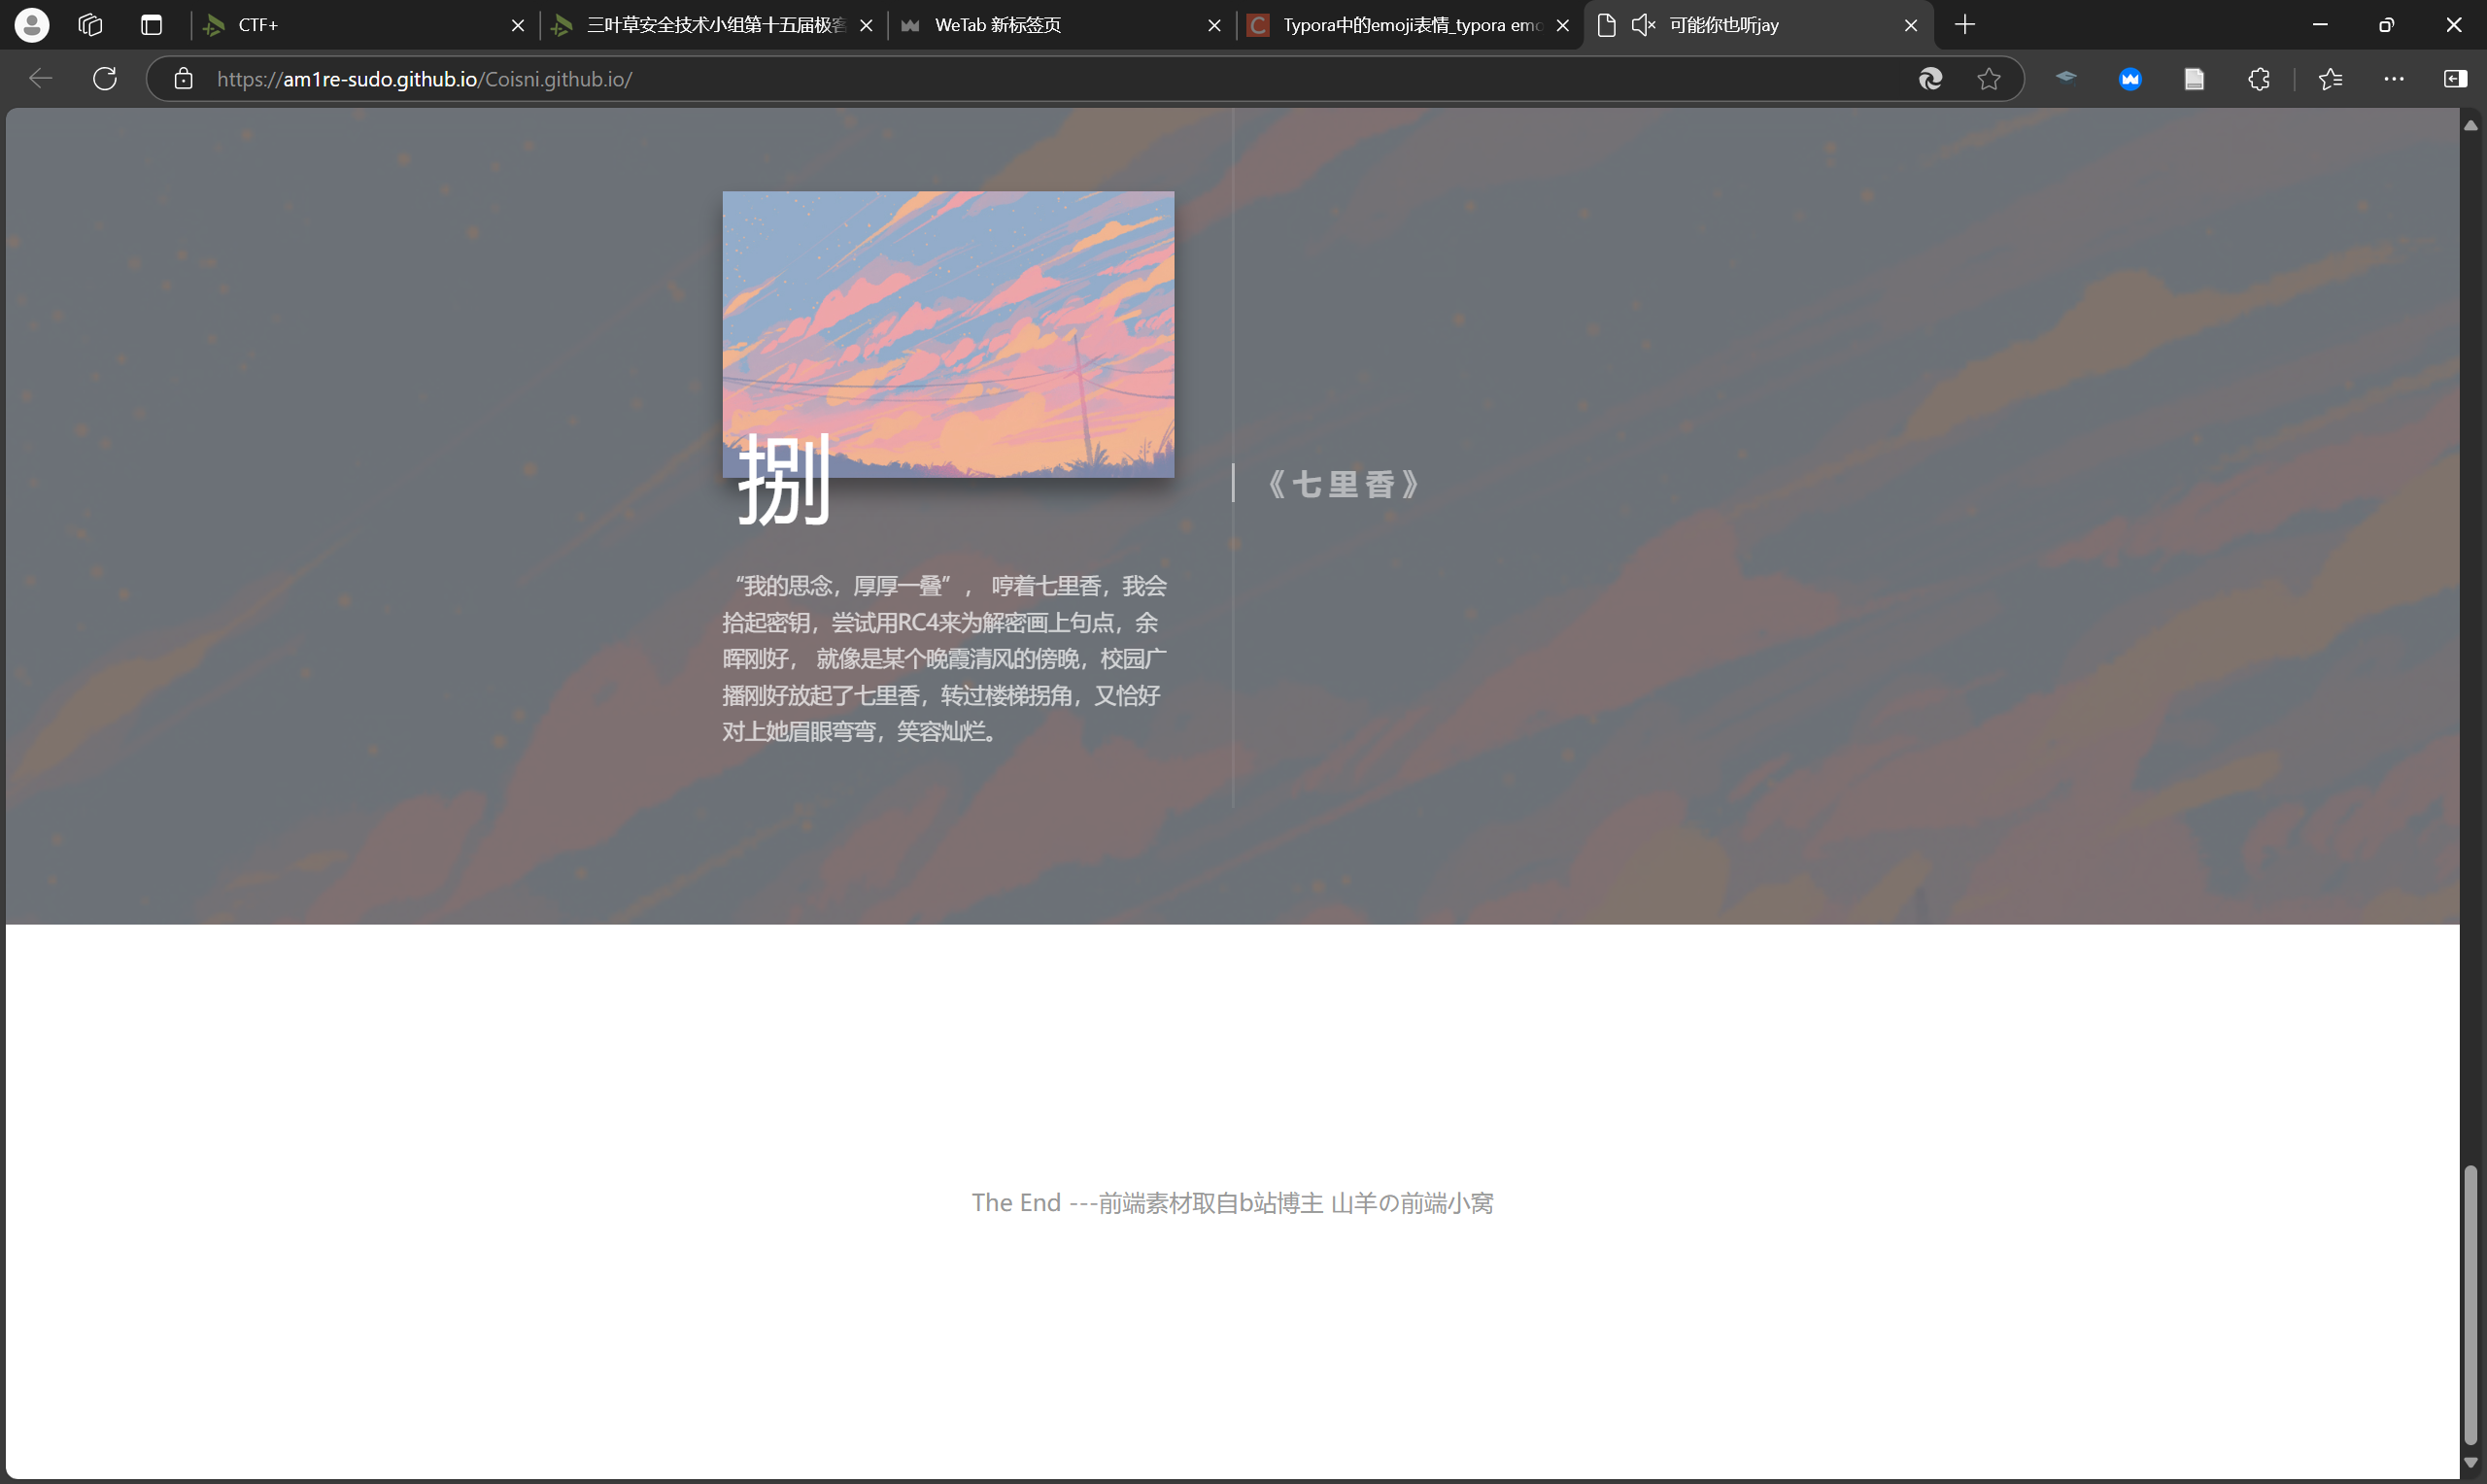 CTF+
三叶草安全技术小组第十五届极客
WeTab 新标签页
Typora中的emoji表情_typora emo
可能你也听jay
https://am1re-sudo.github.io/Coisni.github.io/
捌
《七里香》
“我的思念，厚厚一叠”， 哼着七里香，我会
拾起密钥，尝试用RC4来为解密画上句点，余
晖刚好， 就像是某个晚霞清风的傍晚，校园广
播刚好放起了七里香，转过楼梯拐角，又恰好
对上她眉眼弯弯，笑容灿烂。
The End ---前端素材取自b站博主 山羊の前端小窝